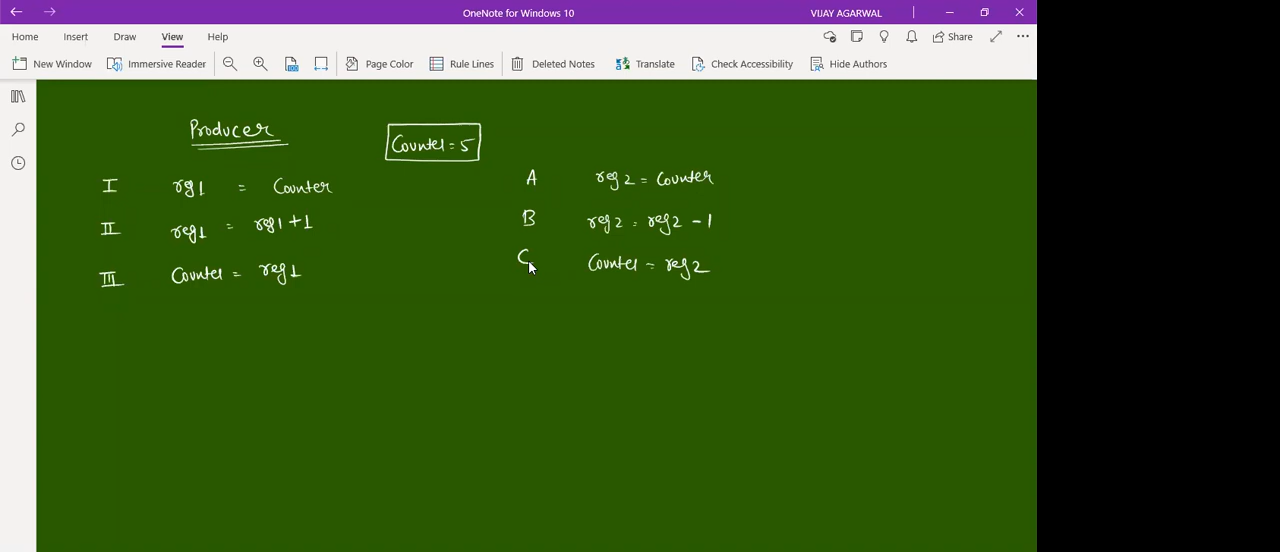 OneNote for Windows 10
VIJAY AGARWAL
Home Insert Draw View Help
Share
New Window Immersive Reader Page Color Rule Lines Deleted Notes Translate Check Accessibility Hide Authors
Producer
Counter = 5
I reg1 = Counter
II reg1 = reg1 + 1
III Counter = reg1
A reg2 = Counter
B reg2 = reg2 - 1
C Counter = reg2